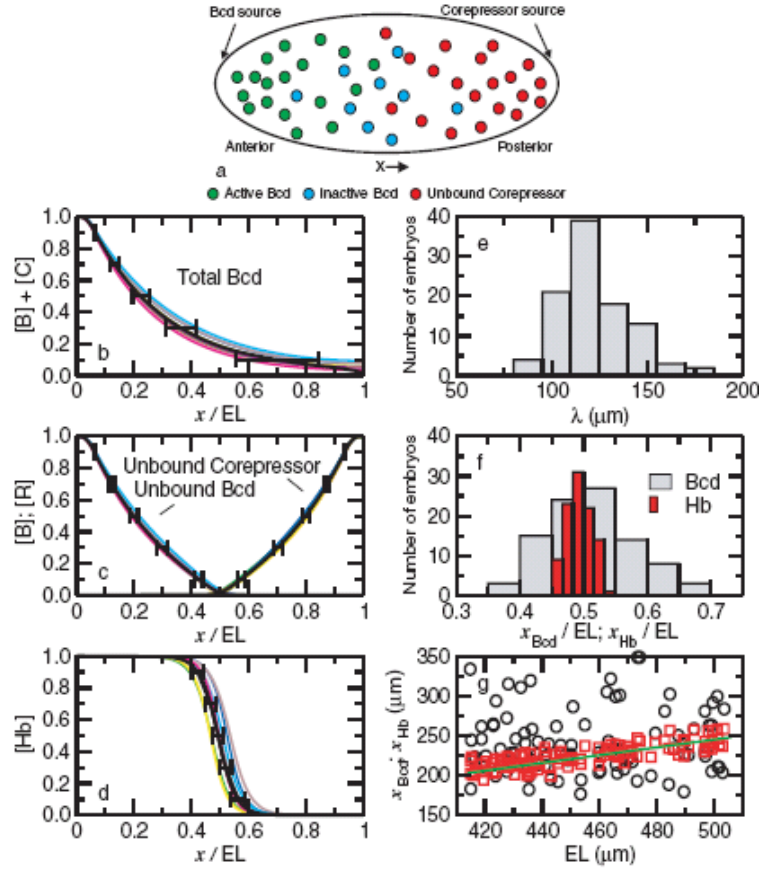 Bcd source
Corepressor source
Anterior
Posterior
x→
a
Active Bcd
Inactive Bcd
Unbound Corepressor
1.0
0.8
0.6
0.4
0.2
0.0
[B] + [C]
Total Bcd
b
0
0.2
0.4
0.6
0.8
1
x / EL
40
30
20
10
0
Number of embryos
e
50
100
150
200
λ (μm)
1.0
0.8
0.6
0.4
0.2
0.0
[B]; [R]
Unbound Corepressor
Unbound Bcd
c
0
0.2
0.4
0.6
0.8
1
x / EL
40
30
20
10
0
Number of embryos
f
Bcd
Hb
0.3
0.4
0.5
0.6
0.7
xBcd / EL; xHb / EL
1.0
0.8
0.6
0.4
0.2
0.0
[Hb]
d
0
0.2
0.4
0.6
0.8
1
x / EL
350
300
250
200
150
xBcd; xHb (μm)
g
420
440
460
480
500
EL (μm)